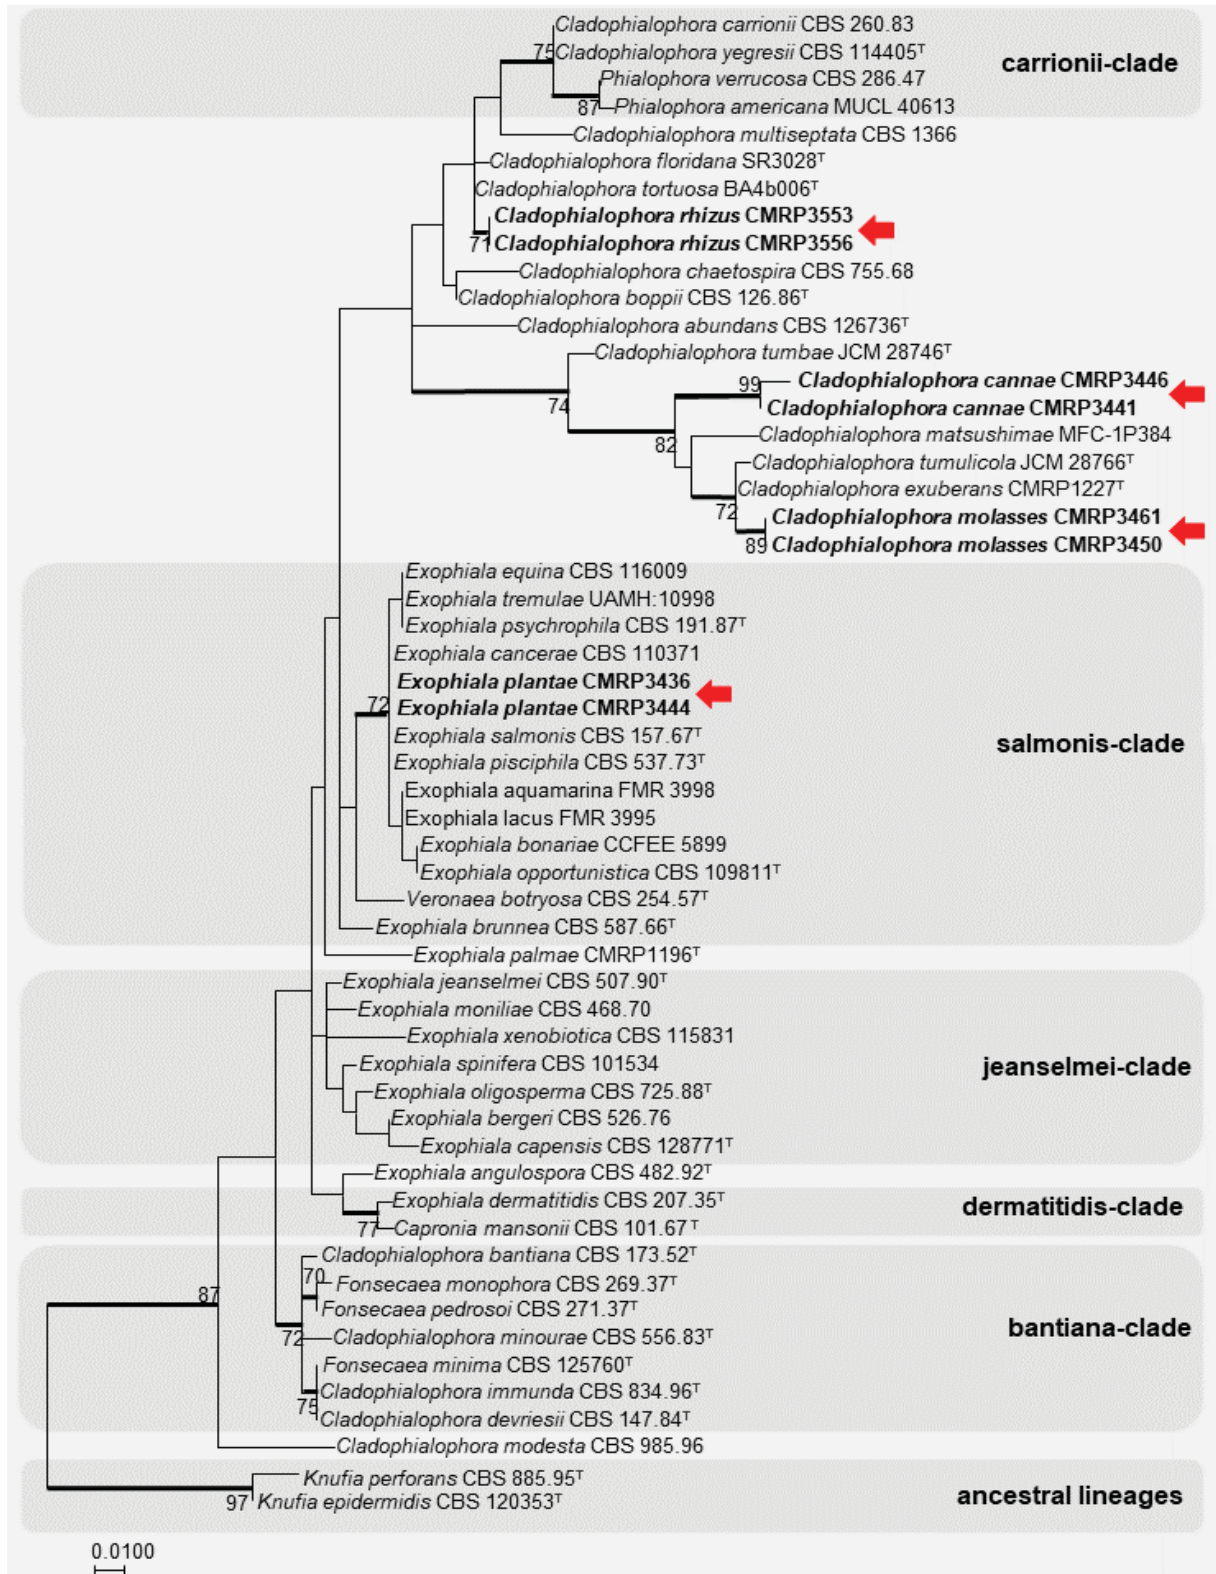 Cladophialophora carrionii CBS 260.83
75
Cladophialophora yegresii CBS 114405ᵀ
carrionii-clade
Phialophora verrucosa CBS 286.47
87
Phialophora americana MUCL 40613
Cladophialophora multiseptata CBS 1366
Cladophialophora floridana SR3028ᵀ
Cladophialophora tortuosa BA4b006ᵀ
Cladophialophora rhizus CMRP3553
71
Cladophialophora rhizus CMRP3556
Cladophialophora chaetospira CBS 755.68
Cladophialophora boppii CBS 126.86ᵀ
Cladophialophora abundans CBS 126736ᵀ
Cladophialophora tumbae JCM 28746ᵀ
99
Cladophialophora cannae CMRP3446
74
Cladophialophora cannae CMRP3441
82
Cladophialophora matsushimae MFC-1P384
Cladophialophora tumulicola JCM 28766ᵀ
Cladophialophora exuberans CMRP1227ᵀ
72
Cladophialophora molasses CMRP3461
89
Cladophialophora molasses CMRP3450
Exophiala equina CBS 116009
Exophiala tremulae UAMH:10998
Exophiala psychrophila CBS 191.87ᵀ
Exophiala cancerae CBS 110371
Exophiala plantae CMRP3436
72
Exophiala plantae CMRP3444
Exophiala salmonis CBS 157.67ᵀ
salmonis-clade
Exophiala pisciphila CBS 537.73ᵀ
Exophiala aquamarina FMR 3998
Exophiala lacus FMR 3995
Exophiala bonariae CCFEE 5899
Exophiala opportunistica CBS 109811ᵀ
Veronaea botryosa CBS 254.57ᵀ
Exophiala brunnea CBS 587.66ᵀ
Exophiala palmae CMRP1196ᵀ
Exophiala jeanselmei CBS 507.90ᵀ
Exophiala moniliae CBS 468.70
Exophiala xenobiotica CBS 115831
Exophiala spinifera CBS 101534
jeanselmei-clade
Exophiala oligosperma CBS 725.88ᵀ
Exophiala bergeri CBS 526.76
Exophiala capensis CBS 128771ᵀ
Exophiala angulospora CBS 482.92ᵀ
Exophiala dermatitidis CBS 207.35ᵀ
dermatitidis-clade
77
Capronia mansonii CBS 101.67 ᵀ
Cladophialophora bantiana CBS 173.52ᵀ
70
Fonsecaea monophora CBS 269.37ᵀ
87
Fonsecaea pedrosoi CBS 271.37ᵀ
bantiana-clade
72
Cladophialophora minourae CBS 556.83ᵀ
Fonsecaea minima CBS 125760ᵀ
Cladophialophora immunda CBS 834.96ᵀ
75
Cladophialophora devriesii CBS 147.84ᵀ
Cladophialophora modesta CBS 985.96
Knufia perforans CBS 885.95ᵀ
ancestral lineages
97
Knufia epidermidis CBS 120353ᵀ
0.0100